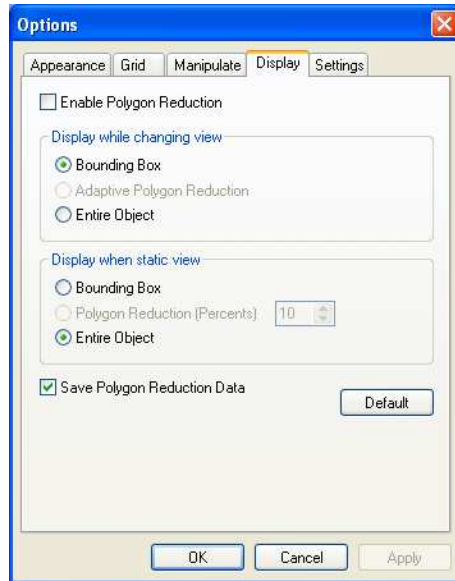 Options
Appearance Grid Manipulate Display Settings
Enable Polygon Reduction
Display while changing view
Bounding Box
Adaptive Polygon Reduction
Entire Object
Display when static view
Bounding Box
Polygon Reduction (Percents) 10
Entire Object
Save Polygon Reduction Data
Default
OK Cancel Apply